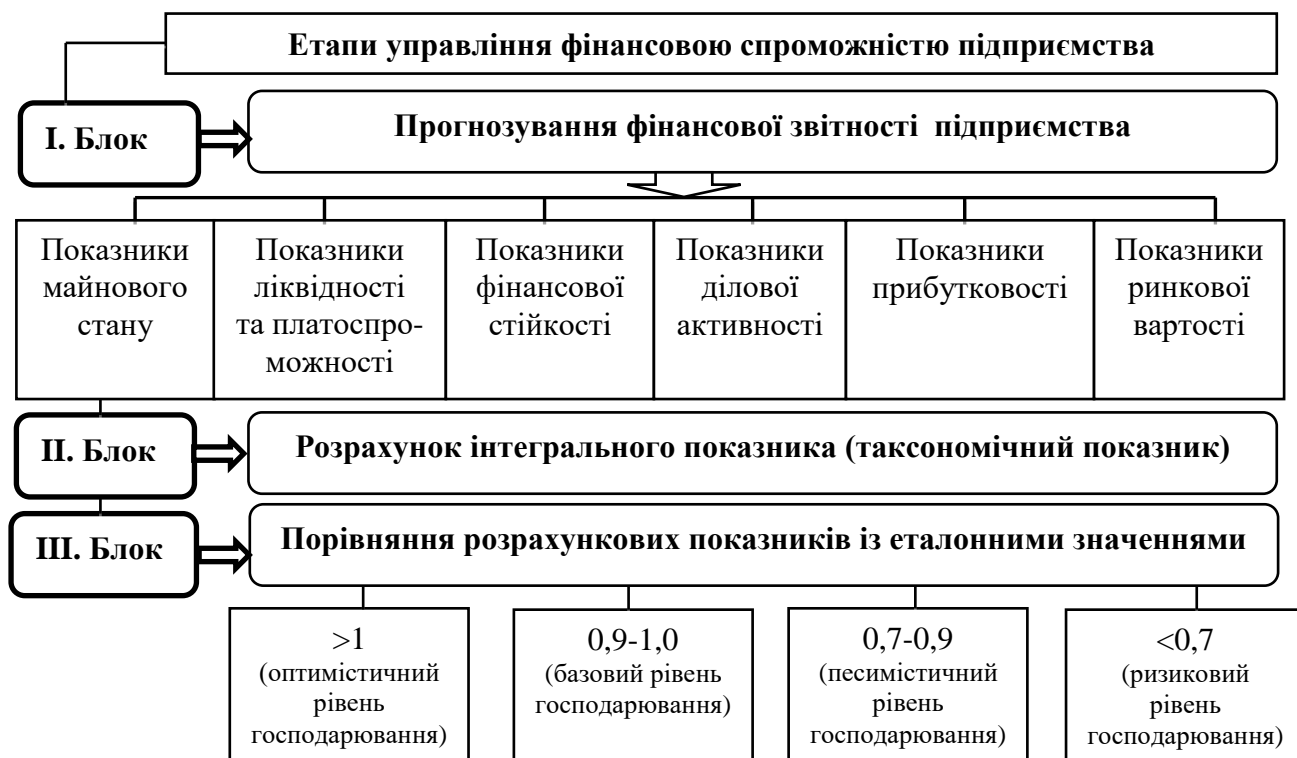 Етапи управління фінансовою спроможністю підприємства
І. Блок
Прогнозування фінансової звітності підприємства
Показники
майнового
стану
Показники
ліквідності
та платоспро-
можності
Показники
фінансової
стійкості
Показники
ділової
активності
Показники
прибутковості
Показники
ринкової
вартості
ІІ. Блок
Розрахунок інтегрального показника (таксономічний показник)
ІІІ. Блок
Порівняння розрахункових показників із еталонними значеннями
>1
(оптимістичний
рівень
господарювання)
0,9-1,0
(базовий рівень
господарювання)
0,7-0,9
(песимістичний
рівень
господарювання)
<0,7
(ризиковий
рівень
господарювання)